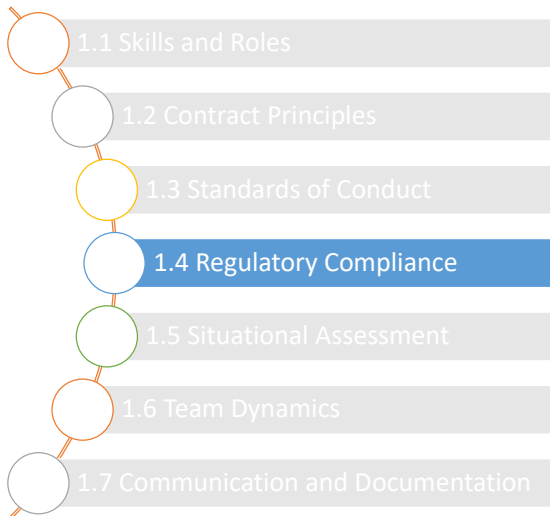 1.1 Skills and Roles
1.2 Contract Principles
1.3 Standards of Conduct
1.4 Regulatory Compliance
1.5 Situational Assessment
1.6 Team Dynamics
1.7 Communication and Documentation